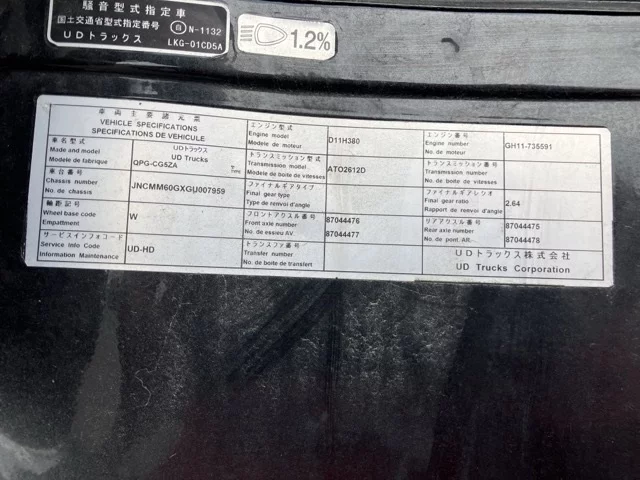 騒音型式指定車
国土交通省型式指定番号 自 N-1132
UDトラックス LKG-01CD5A
1.2%
車両主要諸元票
VEHICLE SPECIFICATIONS
SPECIFICATIONS DE VEHICULE
車名型式
Made and model
Modele de fabrique
UDトラックス
UD Trucks
QPG-CG5ZA
車台番号
Chassis number
No. de chassis
JNCMM60GXGU007959
軸距記号
Wheel base code
Empattement
W
サービスインフォコード
Service Info Code
Information Maintenance
UD-HD
エンジン型式
Engine model
Modele de moteur
D11H380
トランスミッション型式
Transmission model
Modele de boite de vitesses
ATO2612D
ファイナルギアタイプ
Final gear type
Type de renvoi d'angle
フロントアクスル番号
Front axle number
No. de essieu AV.
87044476
87044477
トランスファ番号
Transfer number
No. de boite de transfert
エンジン番号
Engine number
No. de moteur
GH11-735591
トランスミッション番号
Transmission number
No. de boite de vitesses
ファイナルギアレシオ
Final gear ratio
Rapport de renvoi d'angle
2.64
リアアクスル番号
Rear axle number
No. de pont AR.
87044475
87044478
UDトラックス株式会社
UD Trucks Corporation